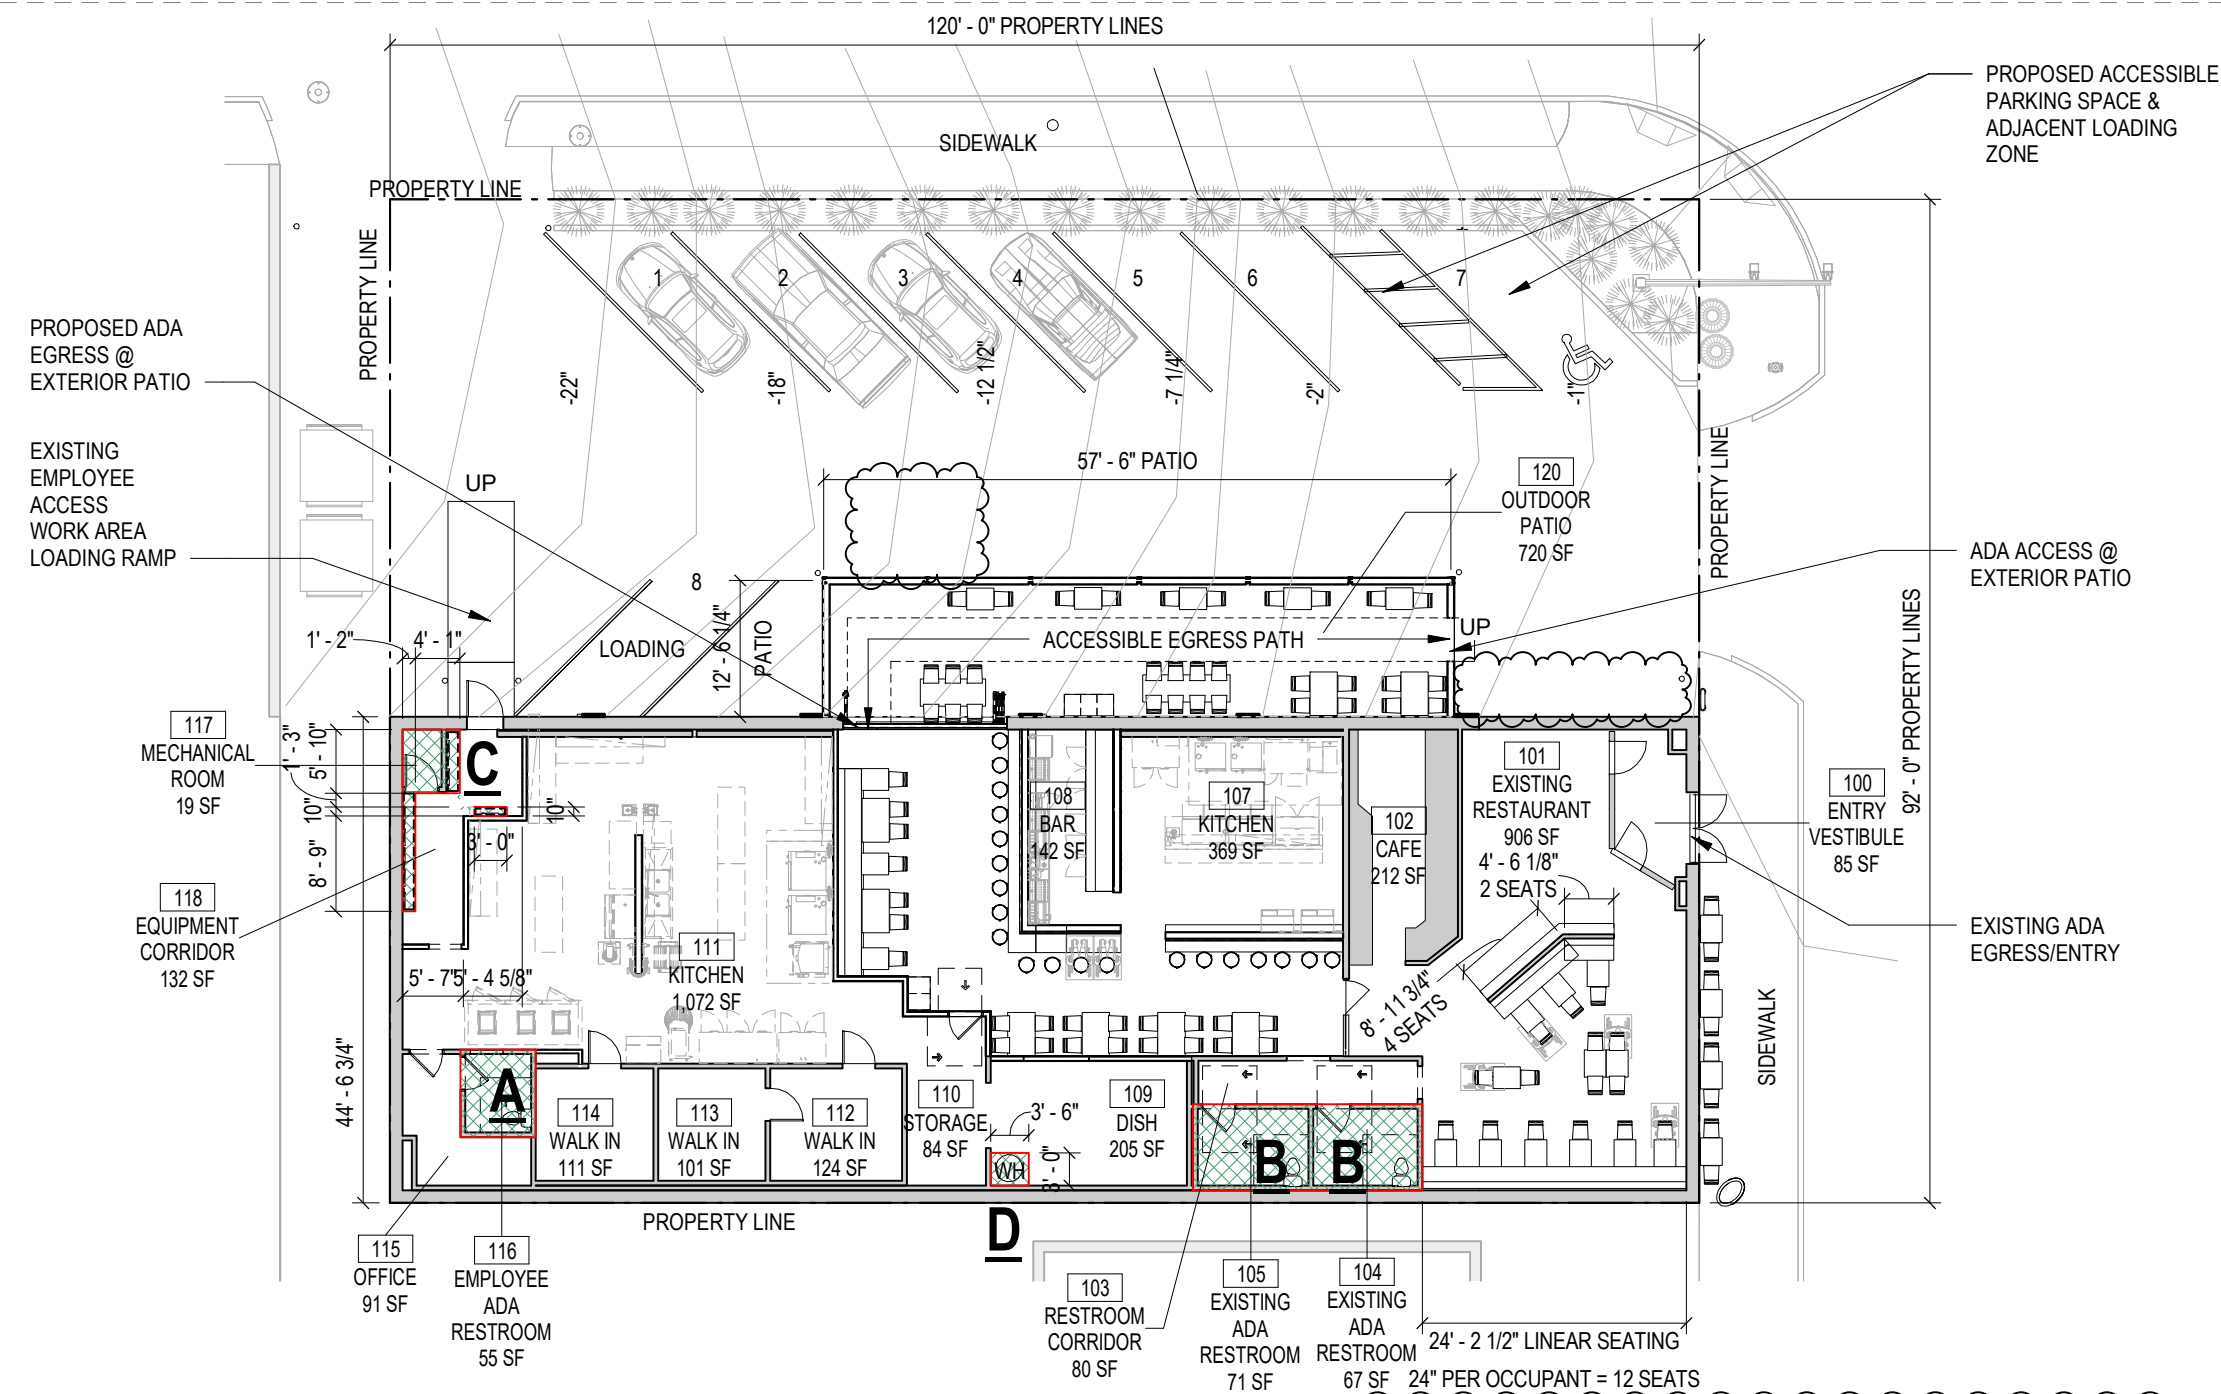 120' - 0" PROPERTY LINES
PROPOSED ACCESSIBLE
PARKING SPACE &
ADJACENT LOADING
ZONE
SIDEWALK
PROPERTY LINE
PROPERTY LINE
1
2
3
4
5
6
7
-22"
-18"
-12 1/2"
-7 1/4"
-2"
-1"
PROPOSED ADA
EGRESS @
EXTERIOR PATIO
EXISTING
EMPLOYEE
ACCESS
WORK AREA
LOADING RAMP
UP
57' - 6" PATIO
120
OUTDOOR
PATIO
720 SF
PROPERTY LINE
ADA ACCESS @
EXTERIOR PATIO
92' - 0" PROPERTY LINES
8
LOADING
12' - 6 1/4"
PATIO
ACCESSIBLE EGRESS PATH
UP
1' - 2"
4' - 1"
117
MECHANICAL
ROOM
19 SF
1' - 3"
5' - 10"
10"
8' - 9"
C
10"
3' - 0"
118
EQUIPMENT
CORRIDOR
132 SF
5' - 7"
5' - 4 5/8"
111
KITCHEN
1,072 SF
108
BAR
142 SF
107
KITCHEN
369 SF
102
CAFE
212 SF
101
EXISTING
RESTAURANT
906 SF
4' - 6 1/8"
2 SEATS
8' - 11 3/4"
4 SEATS
100
ENTRY
VESTIBULE
85 SF
EXISTING ADA
EGRESS/ENTRY
SIDEWALK
44' - 6 3/4"
A
114
WALK IN
111 SF
113
WALK IN
101 SF
112
WALK IN
124 SF
110
STORAGE
84 SF
3' - 6"
3' - 0"
WH
109
DISH
205 SF
B
B
PROPERTY LINE
D
115
OFFICE
91 SF
116
EMPLOYEE
ADA
RESTROOM
55 SF
103
RESTROOM
CORRIDOR
80 SF
105
EXISTING
ADA
RESTROOM
71 SF
104
EXISTING
ADA
RESTROOM
67 SF
24' - 2 1/2" LINEAR SEATING
24" PER OCCUPANT = 12 SEATS